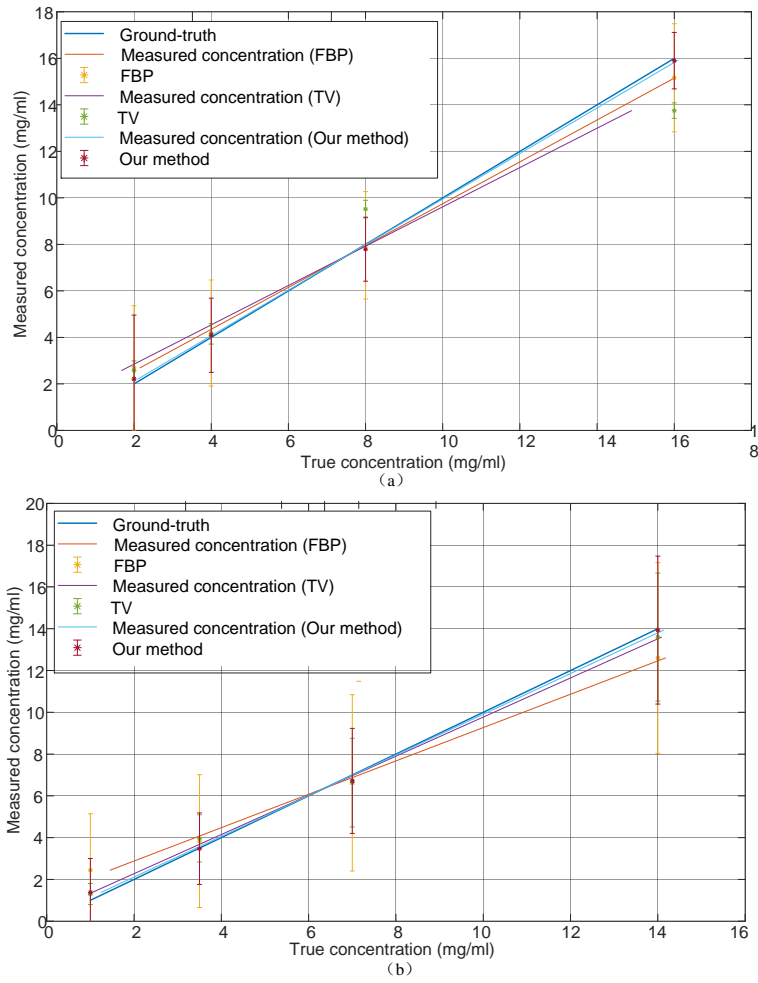 18
16
14
12
10
8
6
4
2
0
Measured concentration (mg/ml)
Ground-truth
Measured concentration (FBP)
FBP
Measured concentration (TV)
TV
Measured concentration (Our method)
Our method
0 2 4 6 8 10 12 14 16 1
8
True concentration (mg/ml)
(a)
20
18
16
14
12
10
8
6
4
2
0
Measured concentration (mg/ml)
Ground-truth
Measured concentration (FBP)
FBP
Measured concentration (TV)
TV
Measured concentration (Our method)
Our method
0 2 4 6 8 10 12 14 16
True concentration (mg/ml)
(b)